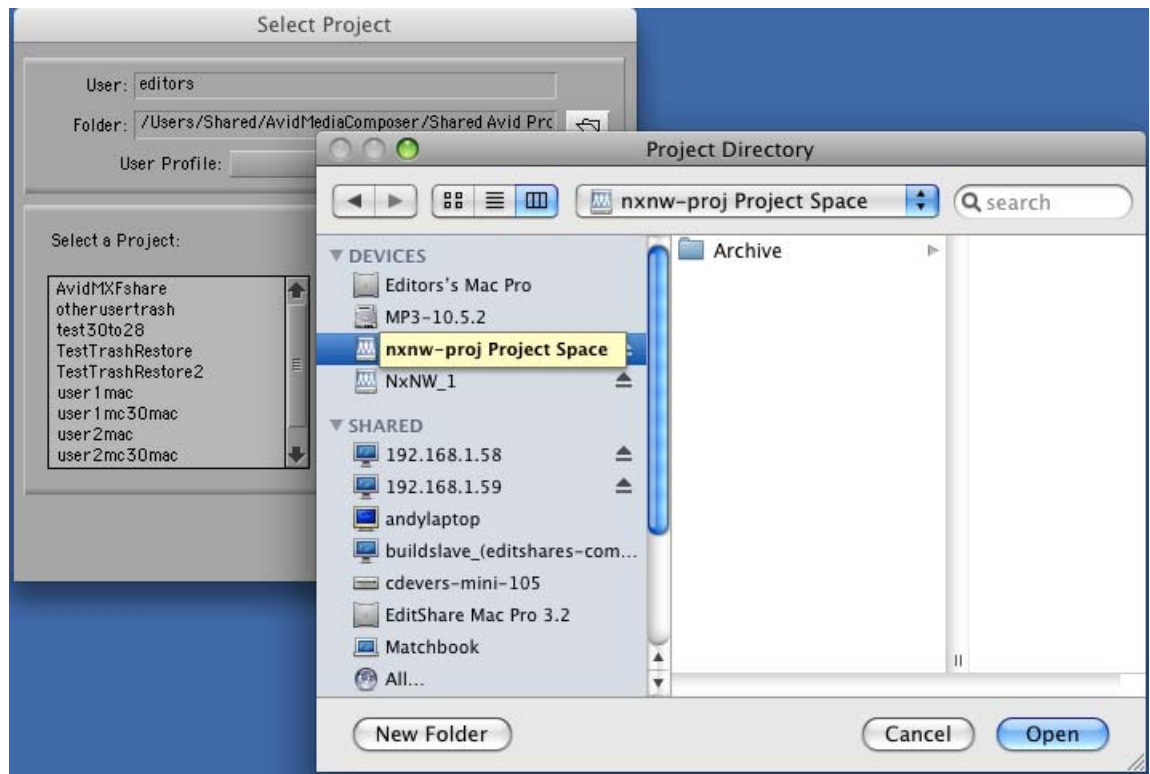 Select Project
User: editors
Folder: /Users/Shared/AvidMediaComposer/Shared Avid Prc
User Profile:
Select a Project:
AvidMXFshare
otherusertrash
test30to28
TestTrashRestore
TestTrashRestore2
user1mac
user1mc30mac
user2mac
user2mc30mac
Project Directory
nxnw-proj Project Space
search
DEVICES
Editors's Mac Pro
MP3-10.5.2
nxnw-proj Project Space
NxNW_1
SHARED
192.168.1.58
192.168.1.59
andylaptop
buildslave_(editshares-com...
cdevers-mini-105
EditShare Mac Pro 3.2
Matchbook
All...
Archive
New Folder
Cancel
Open